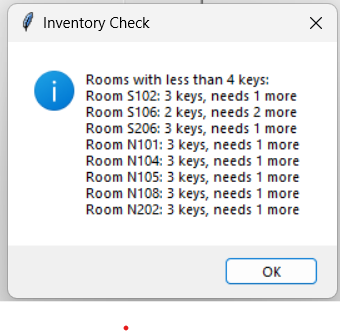 Inventory Check
Rooms with less than 4 keys:
Room S102: 3 keys, needs 1 more
Room S106: 2 keys, needs 2 more
Room S206: 3 keys, needs 1 more
Room N101: 3 keys, needs 1 more
Room N104: 3 keys, needs 1 more
Room N105: 3 keys, needs 1 more
Room N108: 3 keys, needs 1 more
Room N202: 3 keys, needs 1 more
OK